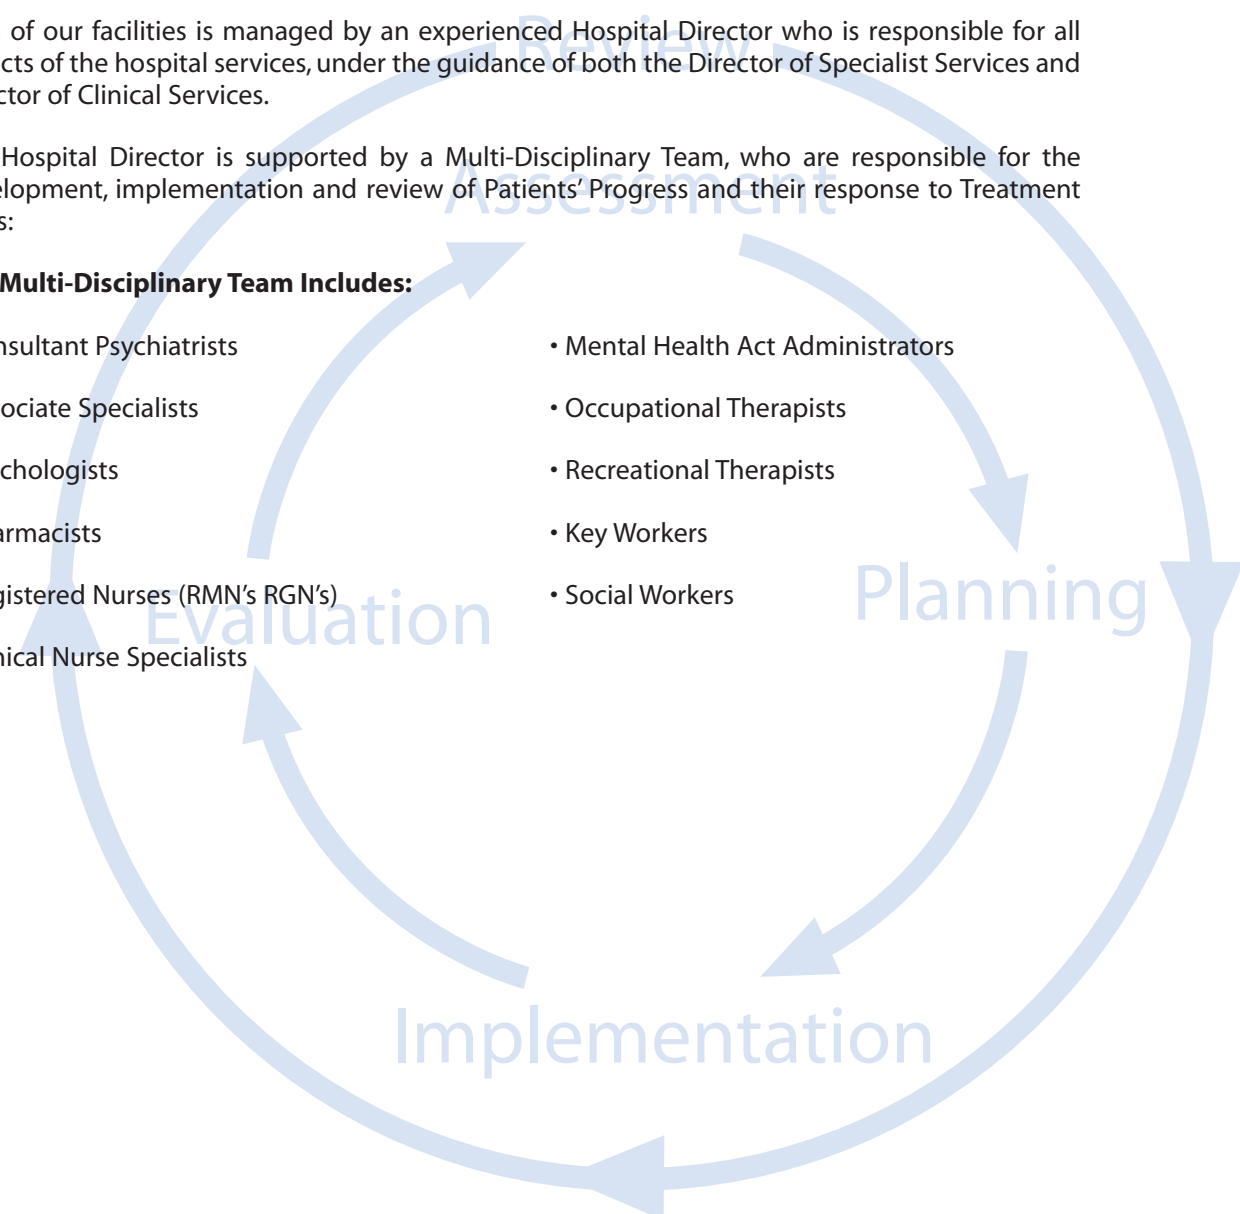 Review
of our facilities is managed by an experienced Hospital Director who is responsible for all
cts of the hospital services, under the guidance of both the Director of Specialist Services and
ctor of Clinical Services.
Hospital Director is supported by a Multi-Disciplinary Team, who are responsible for the
elopment, implementation and review of Patients' Progress and their response to Treatment
s:
Assessment
Multi-Disciplinary Team Includes:
nsultant Psychiatrists
ociate Specialists
chologists
armacists
gistered Nurses (RMN's RGN's)
nical Nurse Specialists
• Mental Health Act Administrators
• Occupational Therapists
• Recreational Therapists
• Key Workers
• Social Workers
Planning
Evaluation
Implementation